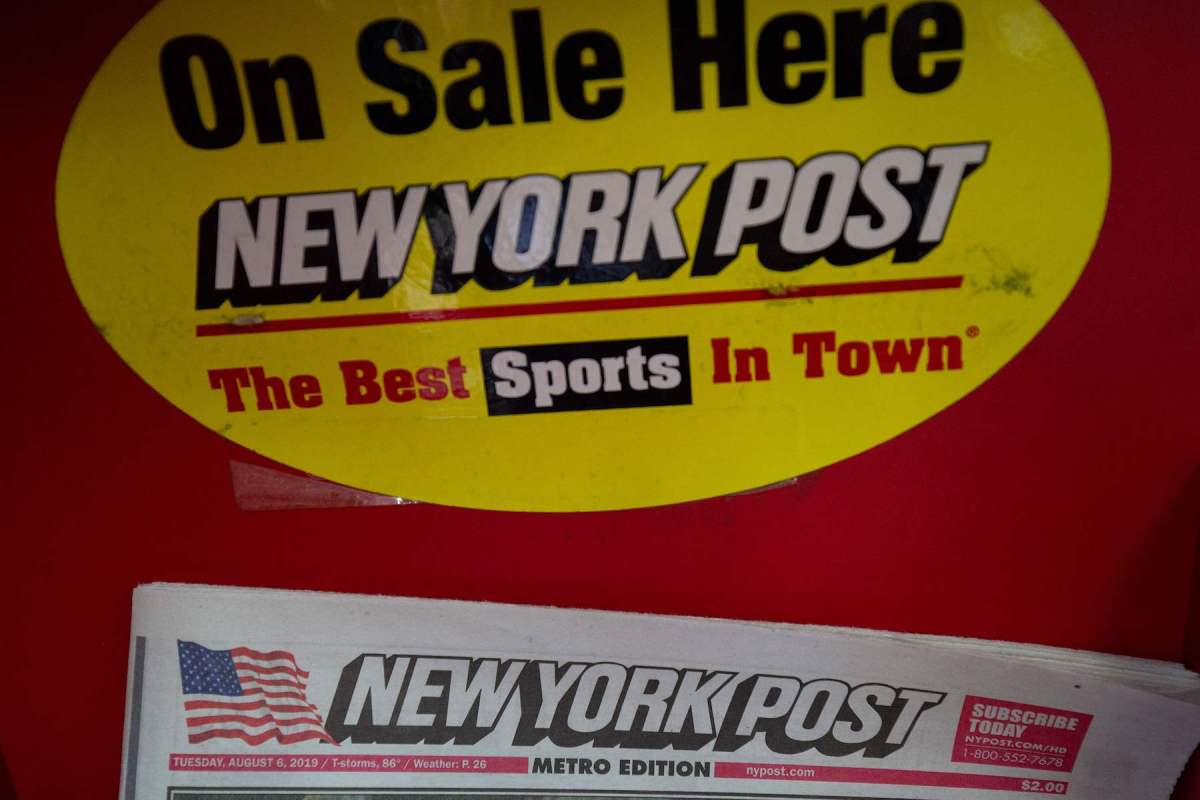 On Sale Here
NEW YORK POST
The Best Sports In Town®
NEW YORK POST
SUBSCRIBE
TODAY
NYPOST.COM/HD
1-800-552-7678
TUESDAY, AUGUST 6, 2019 / T-storms, 86° / Weather: P. 26
METRO EDITION
nypost.com
$2.00